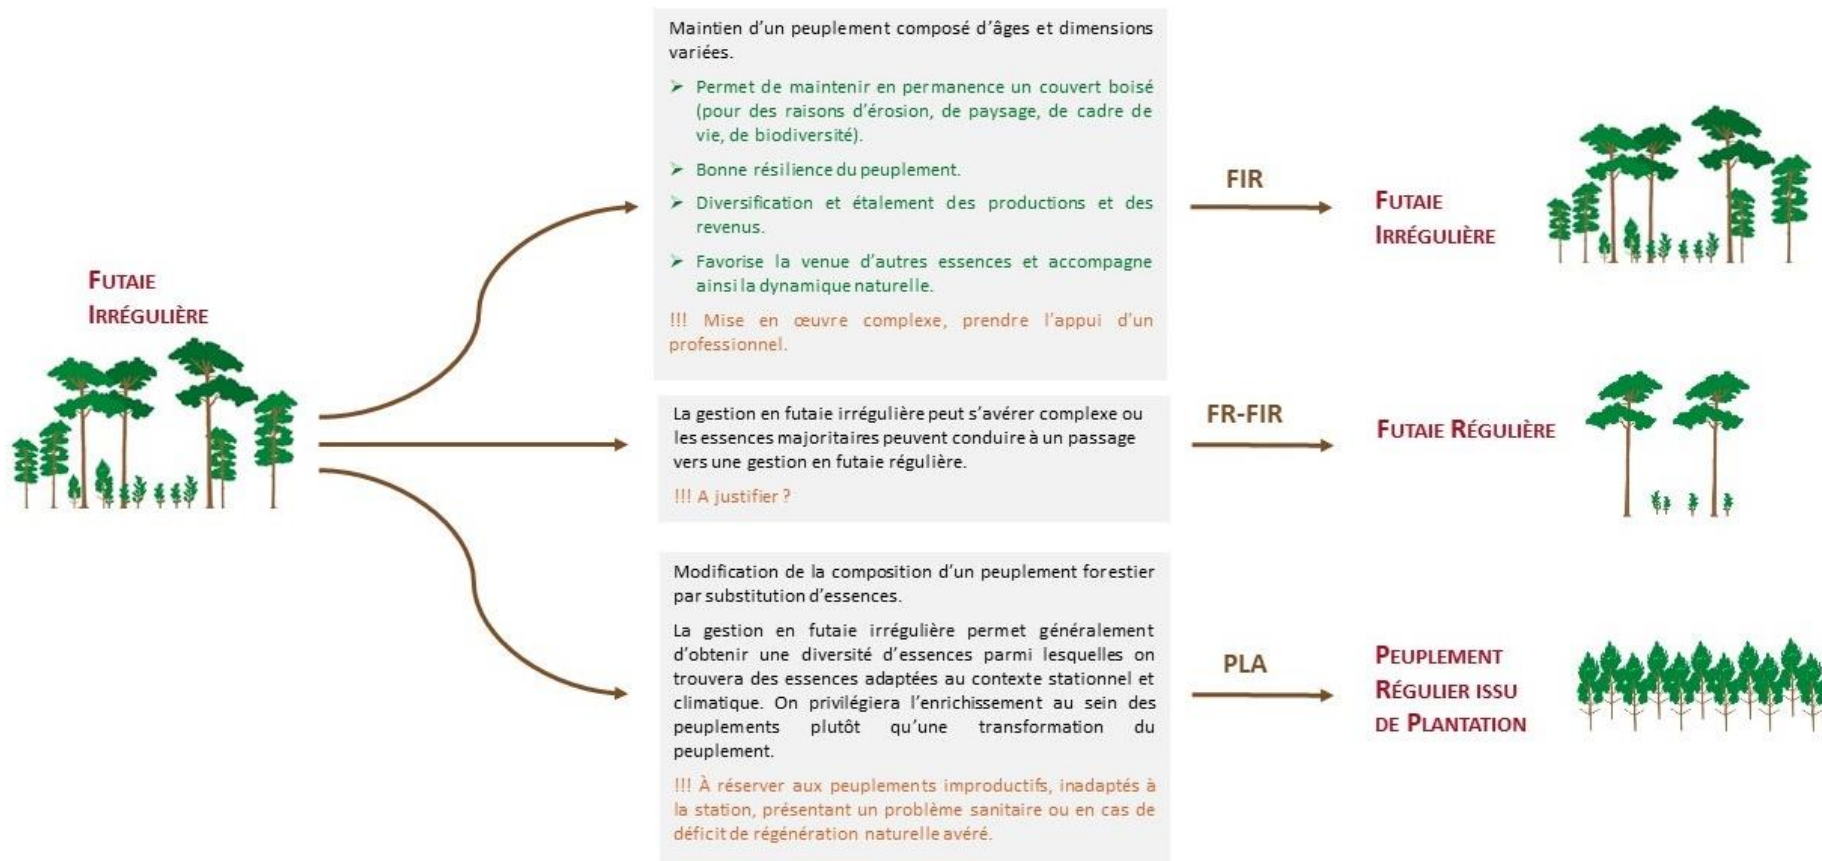 FUTAIE
IRRÉGULIÈRE
Maintien d'un peuplement composé d'âges et dimensions
variées.
➢ Permet de maintenir en permanence un couvert boisé
(pour des raisons d'érosion, de paysage, de cadre de
vie, de biodiversité).
➢ Bonne résilience du peuplement.
➢ Diversification et étalement des productions et des
revenus.
➢ Favorise la venue d'autres essences et accompagne
ainsi la dynamique naturelle.
!!! Mise en œuvre complexe, prendre l'appui d'un
professionnel.
FIR
FUTAIE
IRRÉGULIÈRE
La gestion en futaie irrégulière peut s'avérer complexe ou
les essences majoritaires peuvent conduire à un passage
vers une gestion en futaie régulière.
!!! A justifier ?
FR-FIR
FUTAIE RÉGULIÈRE
Modification de la composition d'un peuplement forestier
par substitution d'essences.
La gestion en futaie irrégulière permet généralement
d'obtenir une diversité d'essences parmi lesquelles on
trouvera des essences adaptées au contexte stationnel et
climatique. On privilégiera l'enrichissement au sein des
peuplements plutôt qu'une transformation du
peuplement.
!!! À réserver aux peuplements improductifs, inadaptés à
la station, présentant un problème sanitaire ou en cas de
déficit de régénération naturelle avéré.
PLA
PEUPLEMENT
RÉGULIER ISSU
DE PLANTATION